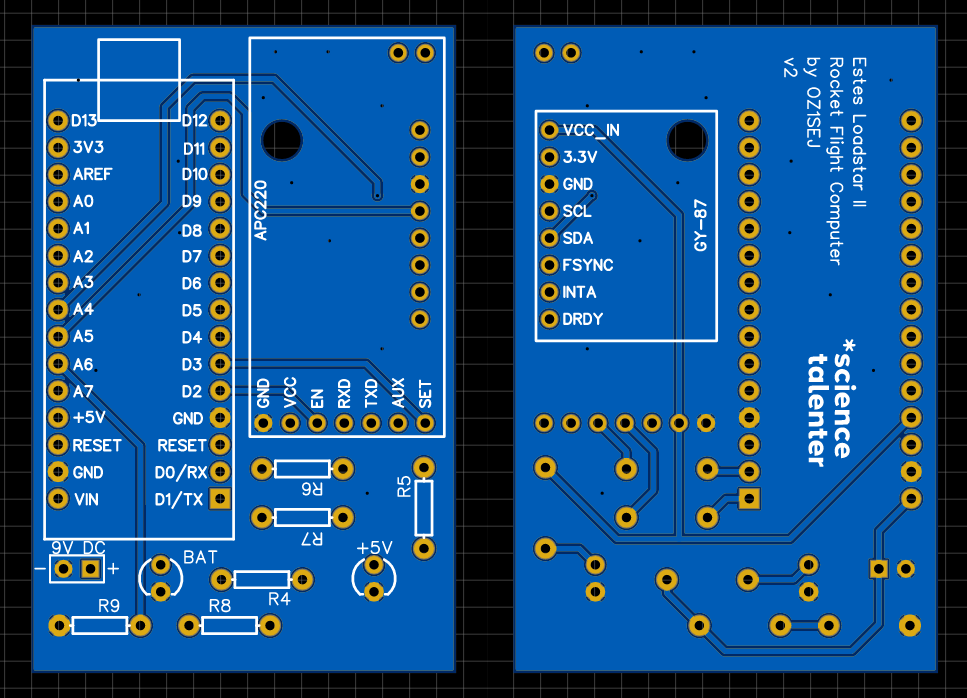 D13
3V3
AREF
A0
A1
A2
A3
A4
A5
A6
A7
+5V
RESET
GND
VIN
D12
D11
D10
D9
D8
D7
D6
D5
D4
D3
D2
GND
RESET
D0/RX
D1/TX
APC220
GND
VCC
EN
RXD
TXD
AUX
SET
R6
R7
R5
9V DC
- +
BAT
+5V
R4
R9
R8
VCC_IN
3.3V
GND
SCL
SDA
FSYNC
INTA
DRDY
GY-87
Estes Loadstar II
Rocket Flight Computer
by OZ1SEJ
v2
*science
talenter